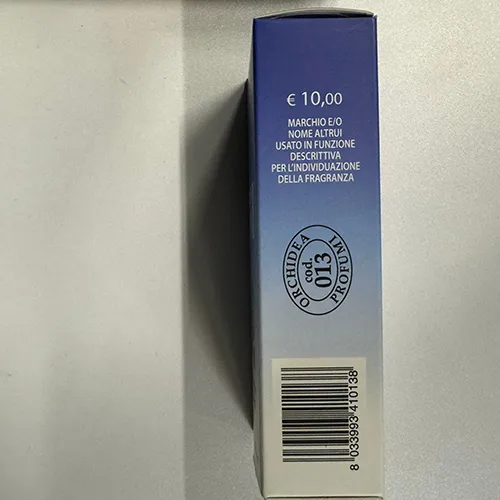 € 10,00
MARCHIO E/O
NOME ALTRUI
USATO IN FUNZIONE
DESCRITTIVA
PER L'INDIVIDUAZIONE
DELLA FRAGRANZA
ORCHIDEA
cod.
013
PROFUMI
8 033993 410138